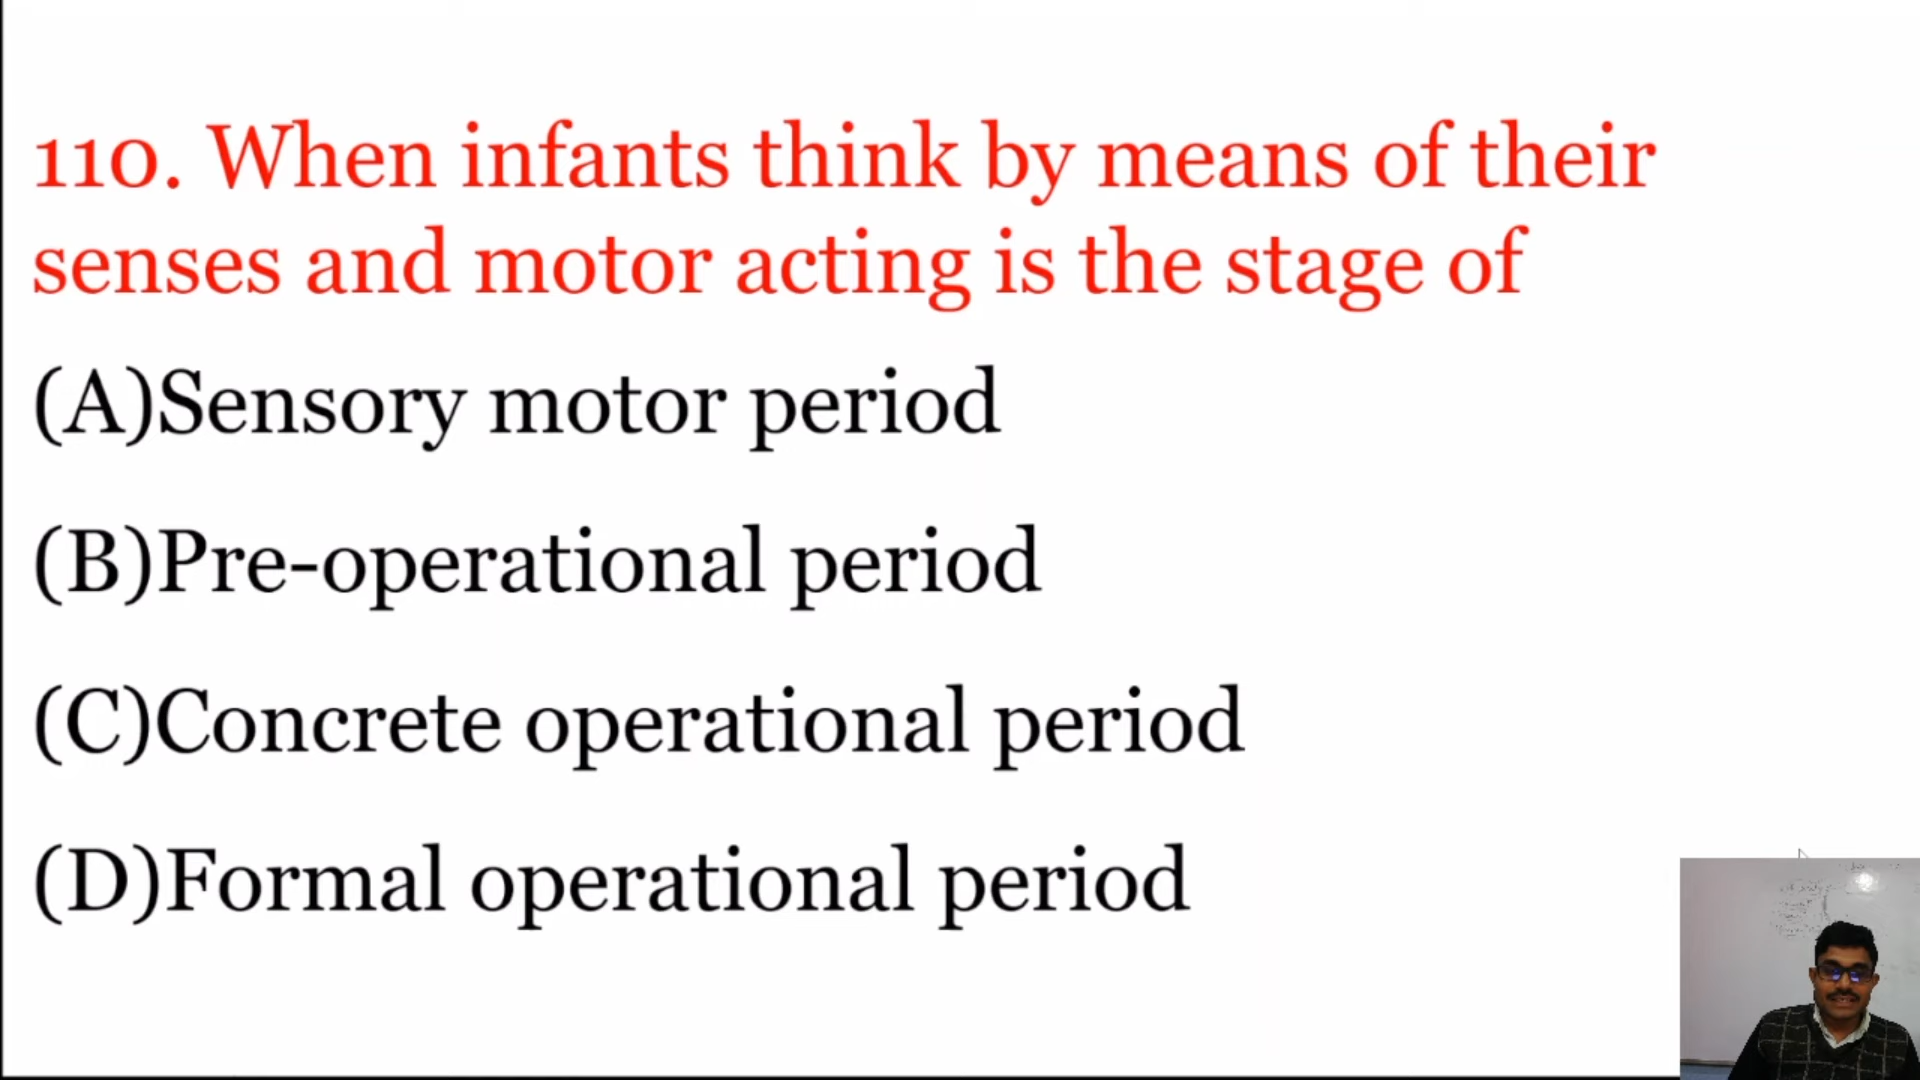 110. When infants think by means of their
senses and motor acting is the stage of
(A)Sensory motor period
(B)Pre-operational period
(C)Concrete operational period
(D)Formal operational period